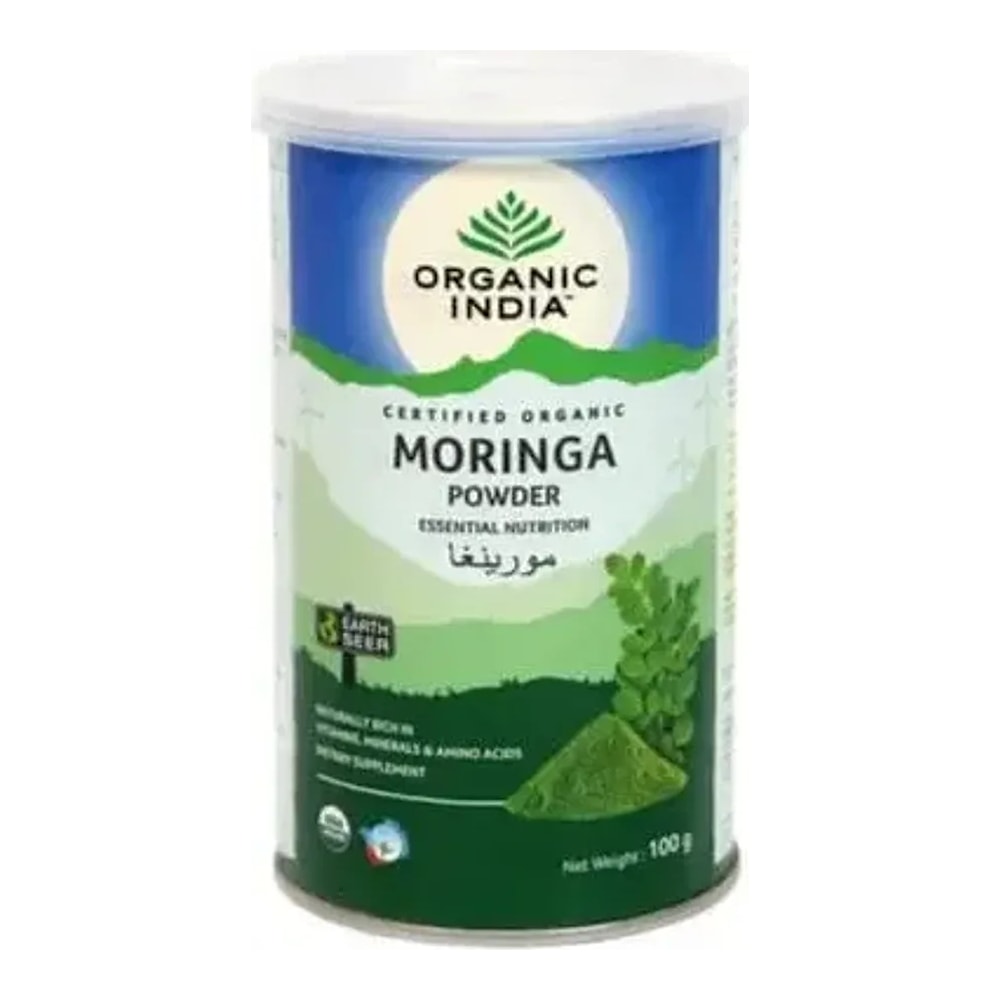 ORGANIC
INDIA™
CERTIFIED ORGANIC
MORINGA
POWDER
ESSENTIAL NUTRITION
مورينغا
EARTH
SEER
NATURALLY RICH IN
VITAMINS, MINERALS & AMINO ACIDS
DIETARY SUPPLEMENT
Net Weight: 100 g